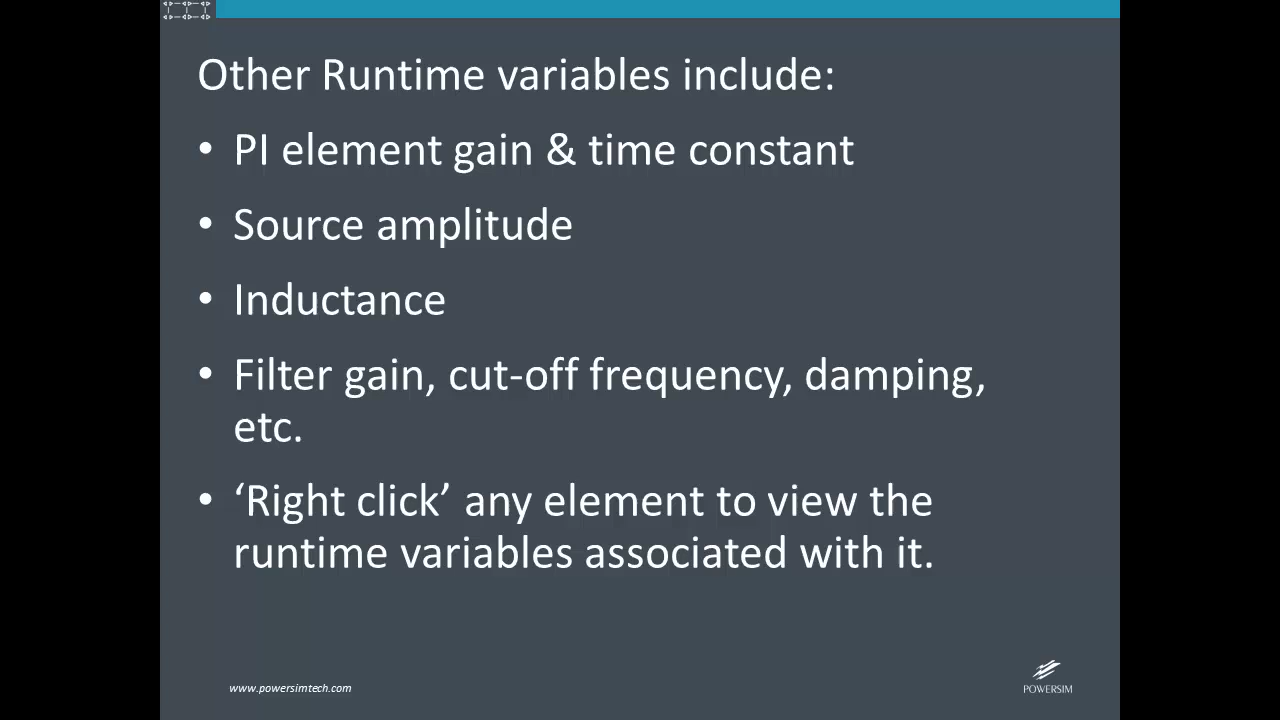 Other Runtime variables include:
• PI element gain & time constant
• Source amplitude
• Inductance
• Filter gain, cut-off frequency, damping,
etc.
• ‘Right click’ any element to view the
runtime variables associated with it.
www.powersimtech.com
POWERSIM